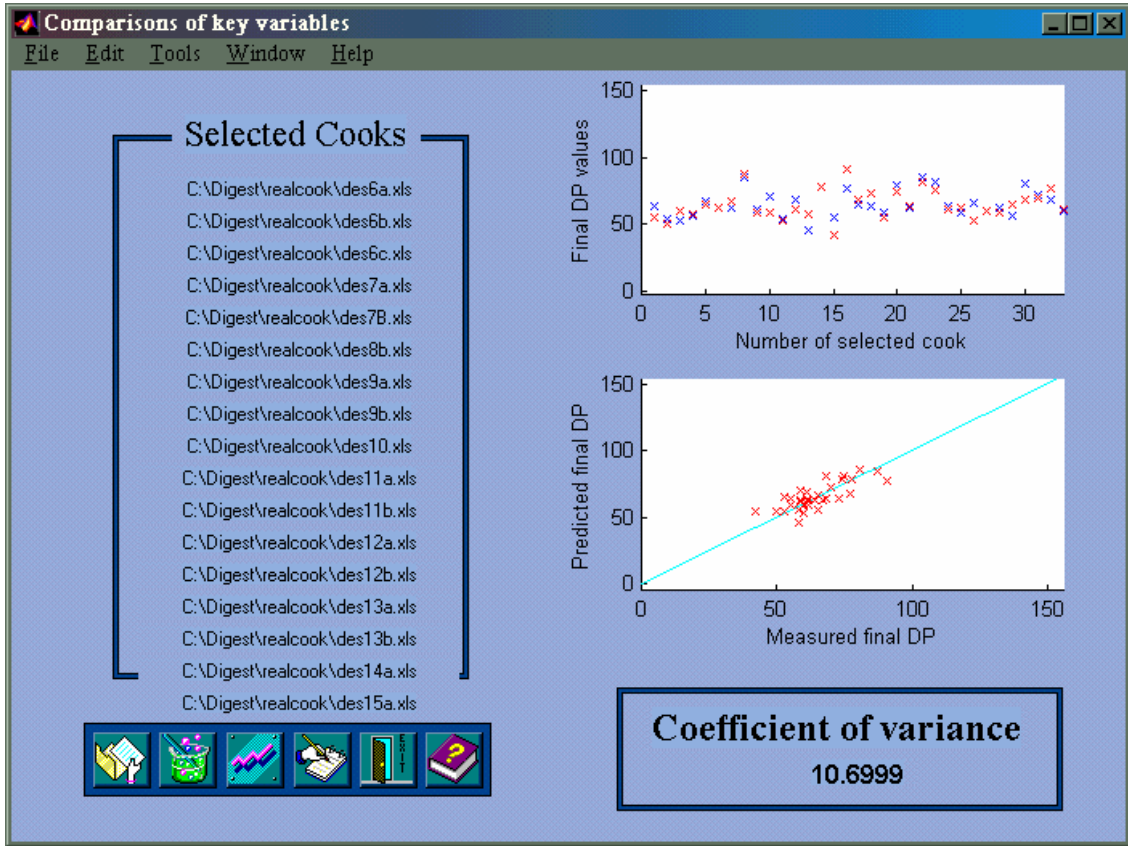 Comparisons of key variables
File Edit Tools Window Help
Selected Cooks
C:\Digest\realcook\des6a.xls
C:\Digest\realcook\des6b.xls
C:\Digest\realcook\des6c.xls
C:\Digest\realcook\des7a.xls
C:\Digest\realcook\des7B.xls
C:\Digest\realcook\des8b.xls
C:\Digest\realcook\des9a.xls
C:\Digest\realcook\des9b.xls
C:\Digest\realcook\des10.xls
C:\Digest\realcook\des11a.xls
C:\Digest\realcook\des11b.xls
C:\Digest\realcook\des12a.xls
C:\Digest\realcook\des12b.xls
C:\Digest\realcook\des13a.xls
C:\Digest\realcook\des13b.xls
C:\Digest\realcook\des14a.xls
C:\Digest\realcook\des15a.xls
EXIT
?
Final DP values
150
100
50
0
0 5 10 15 20 25 30
Number of selected cook
Predicted final DP
150
100
50
0
0 50 100 150
Measured final DP
Coefficient of variance
10.6999